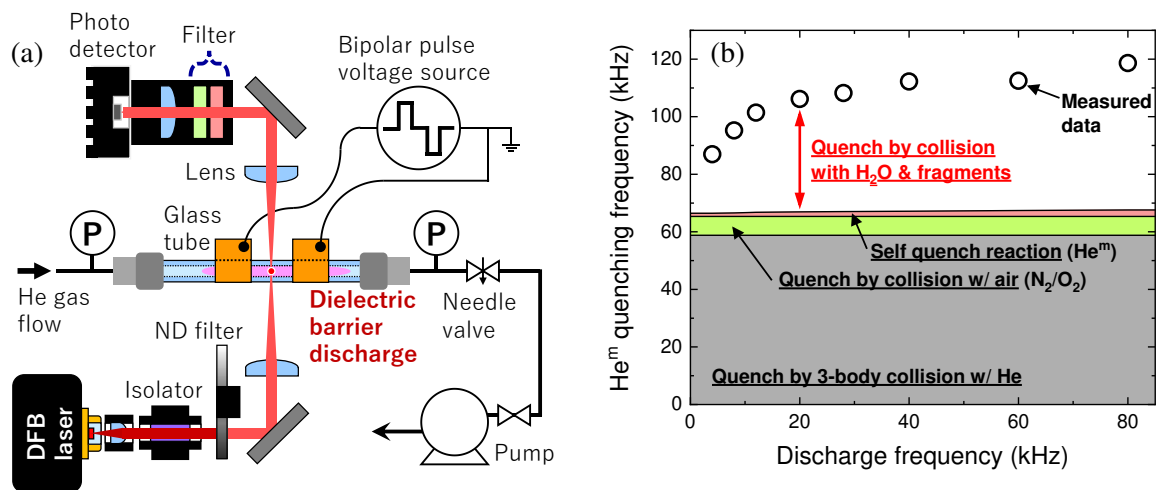 (a)
Photo
detector
Filter
Bipolar pulse
voltage source
Lens
Glass
tube
P
P
He gas
flow
Dielectric
barrier
discharge
Needle
valve
ND filter
Isolator
DFB
laser
Pump
(b)
Heᵐ quenching frequency (kHz)
120
100
80
60
40
20
0
Measured
data
Quench by collision
with H₂O & fragments
Self quench reaction (Heᵐ)
Quench by collision w/ air (N₂/O₂)
Quench by 3-body collision w/ He
0 20 40 60 80
Discharge frequency (kHz)